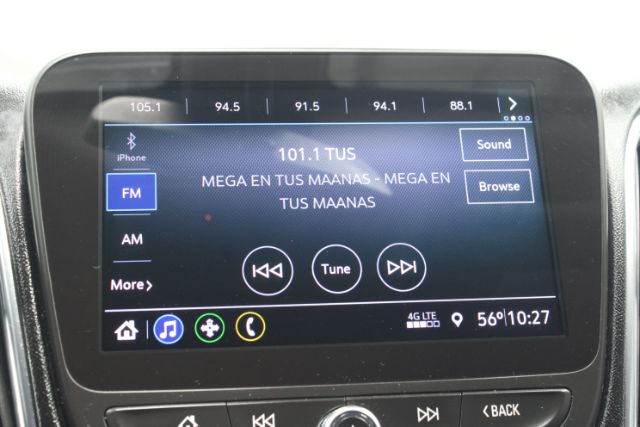 105.1 94.5 91.5 94.1 88.1
iPhone
101.1 TUS
Sound
FM
MEGA EN TUS MAANAS - MEGA EN
TUS MAANAS
Browse
AM
Tune
More
4G LTE
56° 10:27
BACK